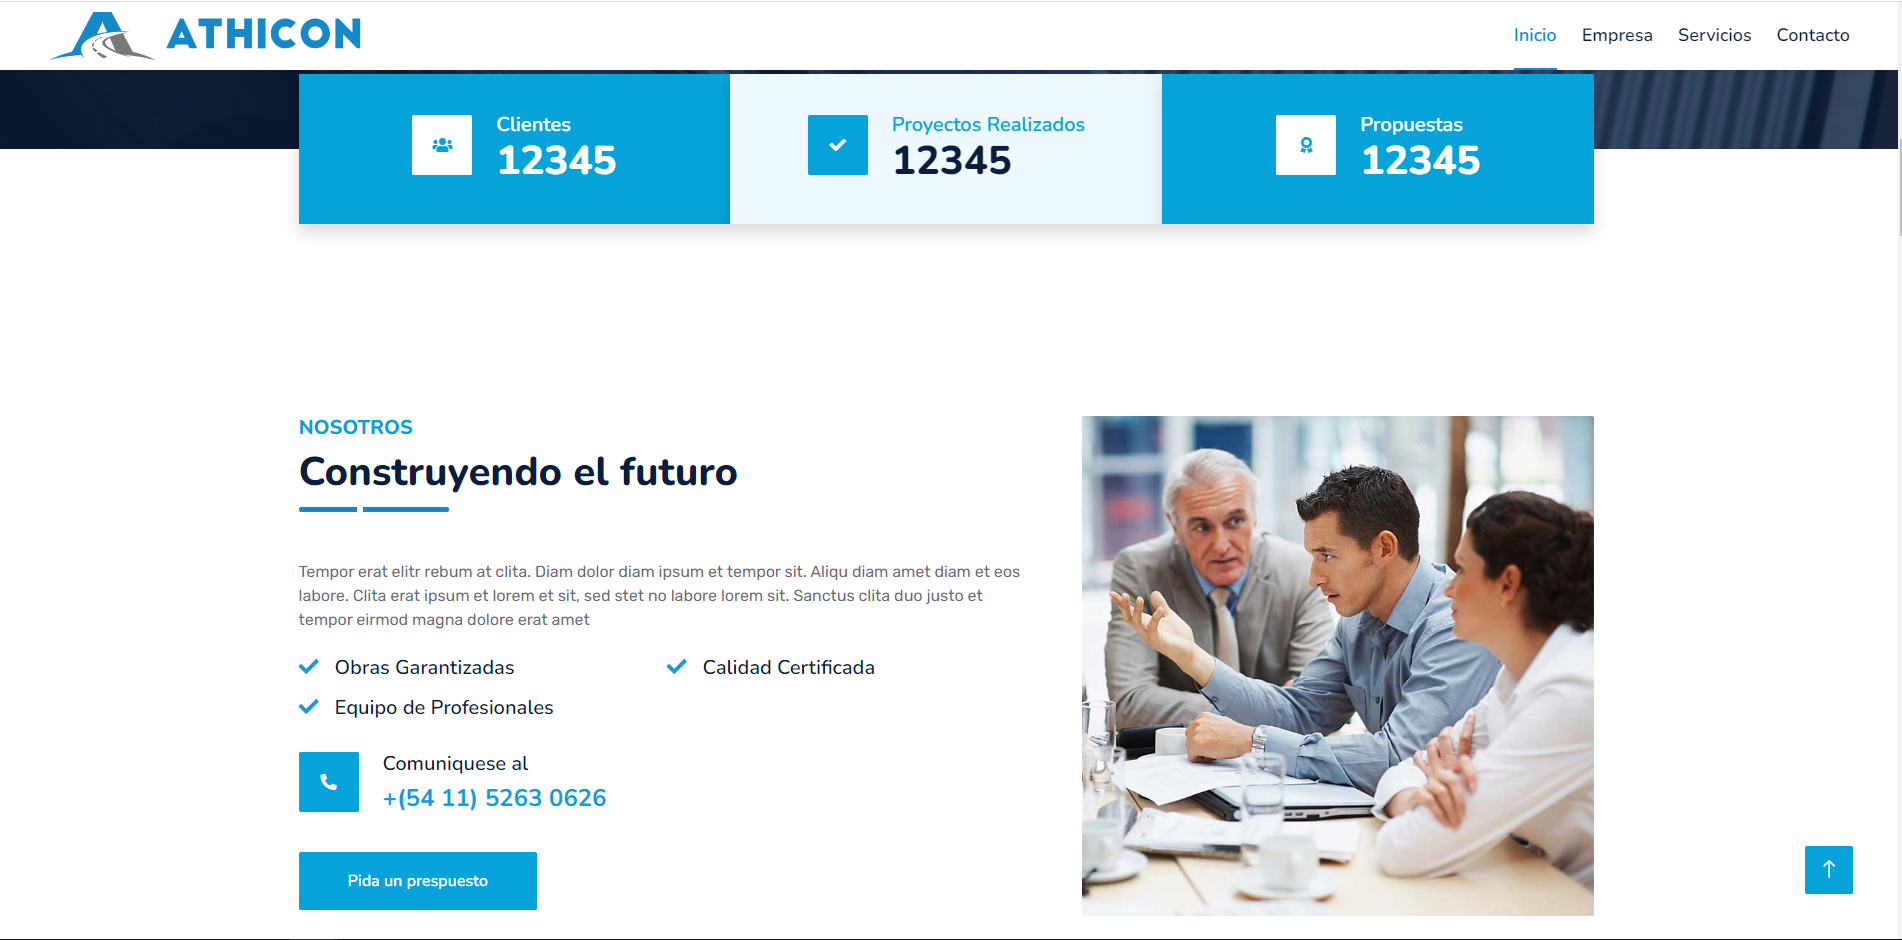 ATHICON
Inicio Empresa Servicios Contacto
Clientes
12345
Proyectos Realizados
12345
Propuestas
12345
NOSOTROS
Construyendo el futuro
Tempor erat elitr rebum at clita. Diam dolor diam ipsum et tempor sit. Aliqu diam amet diam et eos
labore. Clita erat ipsum et lorem et sit, sed stet no labore lorem sit. Sanctus clita duo justo et
tempor eirmod magna dolore erat amet
Obras Garantizadas
Calidad Certificada
Equipo de Profesionales
Comuniquese al
+(54 11) 5263 0626
Pida un prespuesto